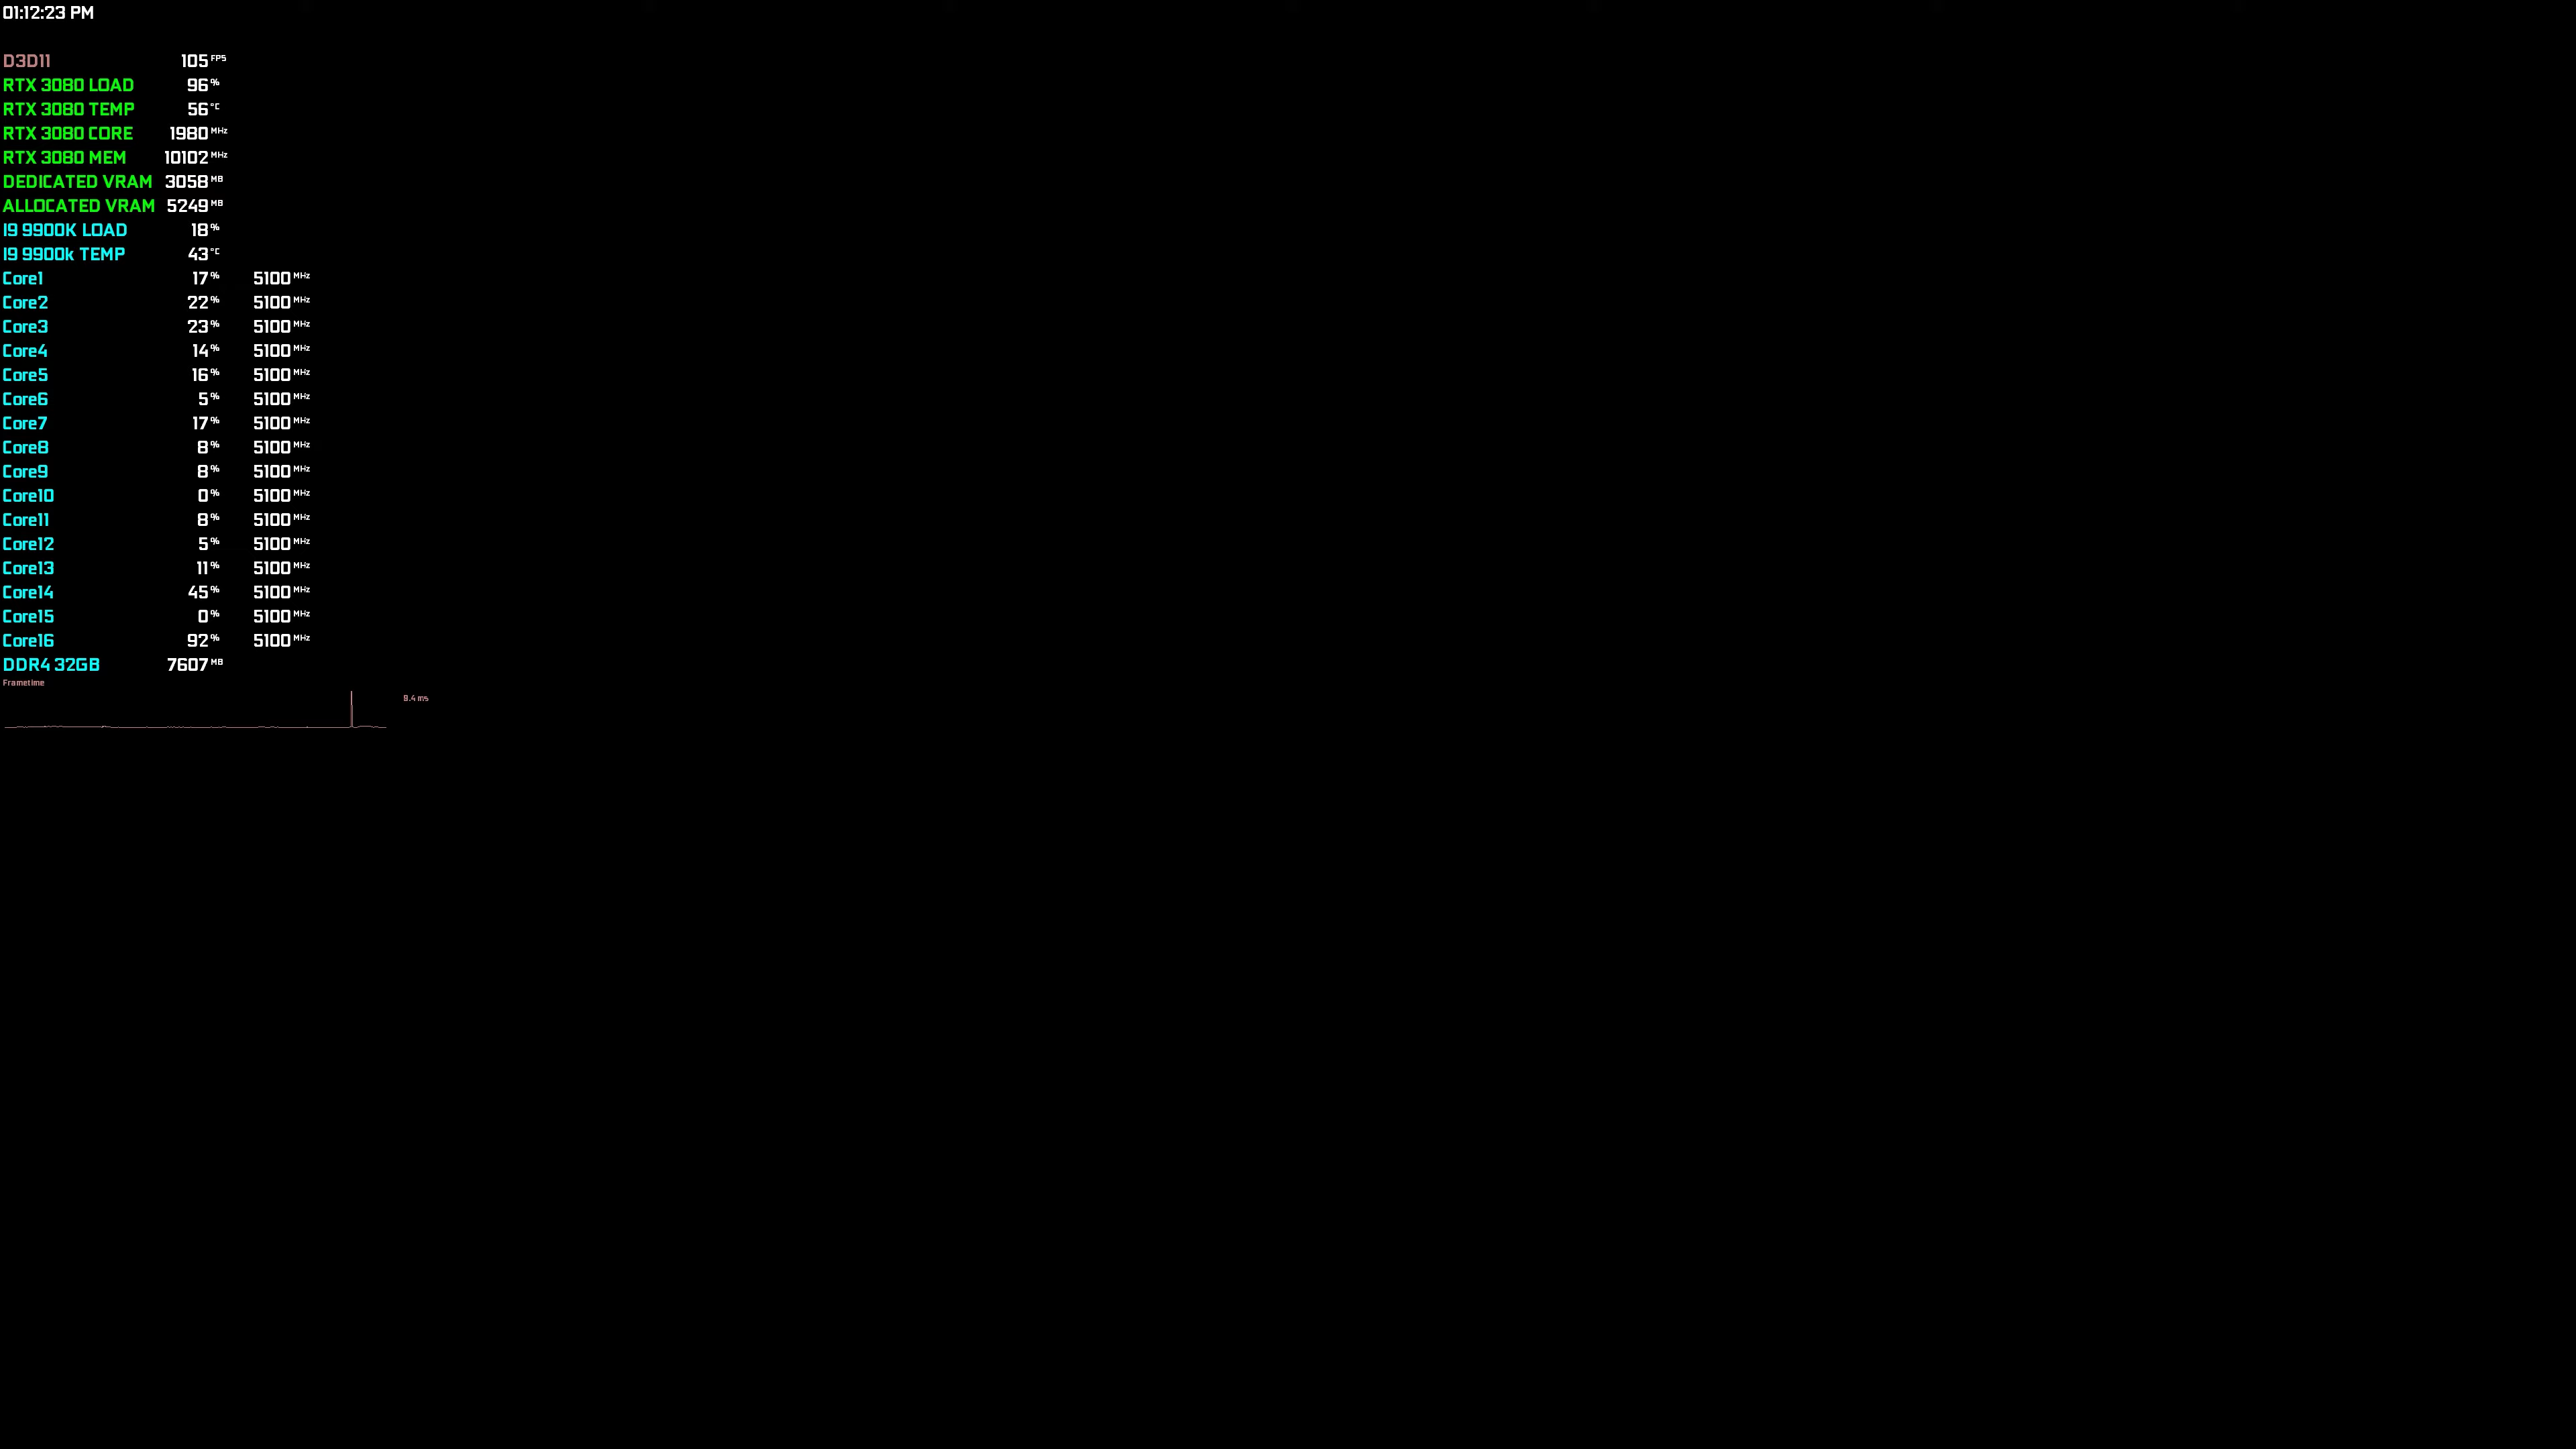 01:12:23 PM
D3D11 105 FPS
RTX 3080 LOAD 96 %
RTX 3080 TEMP 56 °C
RTX 3080 CORE 1980 MHz
RTX 3080 MEM 10102 MHz
DEDICATED VRAM 3058 MB
ALLOCATED VRAM 5249 MB
I9 9900K LOAD 18 %
I9 9900k TEMP 43 °C
Core1 17 % 5100 MHz
Core2 22 % 5100 MHz
Core3 23 % 5100 MHz
Core4 14 % 5100 MHz
Core5 16 % 5100 MHz
Core6 5 % 5100 MHz
Core7 17 % 5100 MHz
Core8 8 % 5100 MHz
Core9 8 % 5100 MHz
Core10 0 % 5100 MHz
Core11 8 % 5100 MHz
Core12 5 % 5100 MHz
Core13 11 % 5100 MHz
Core14 45 % 5100 MHz
Core15 0 % 5100 MHz
Core16 92 % 5100 MHz
DDR4 32GB 7607 MB
Frametime
8.4 ms